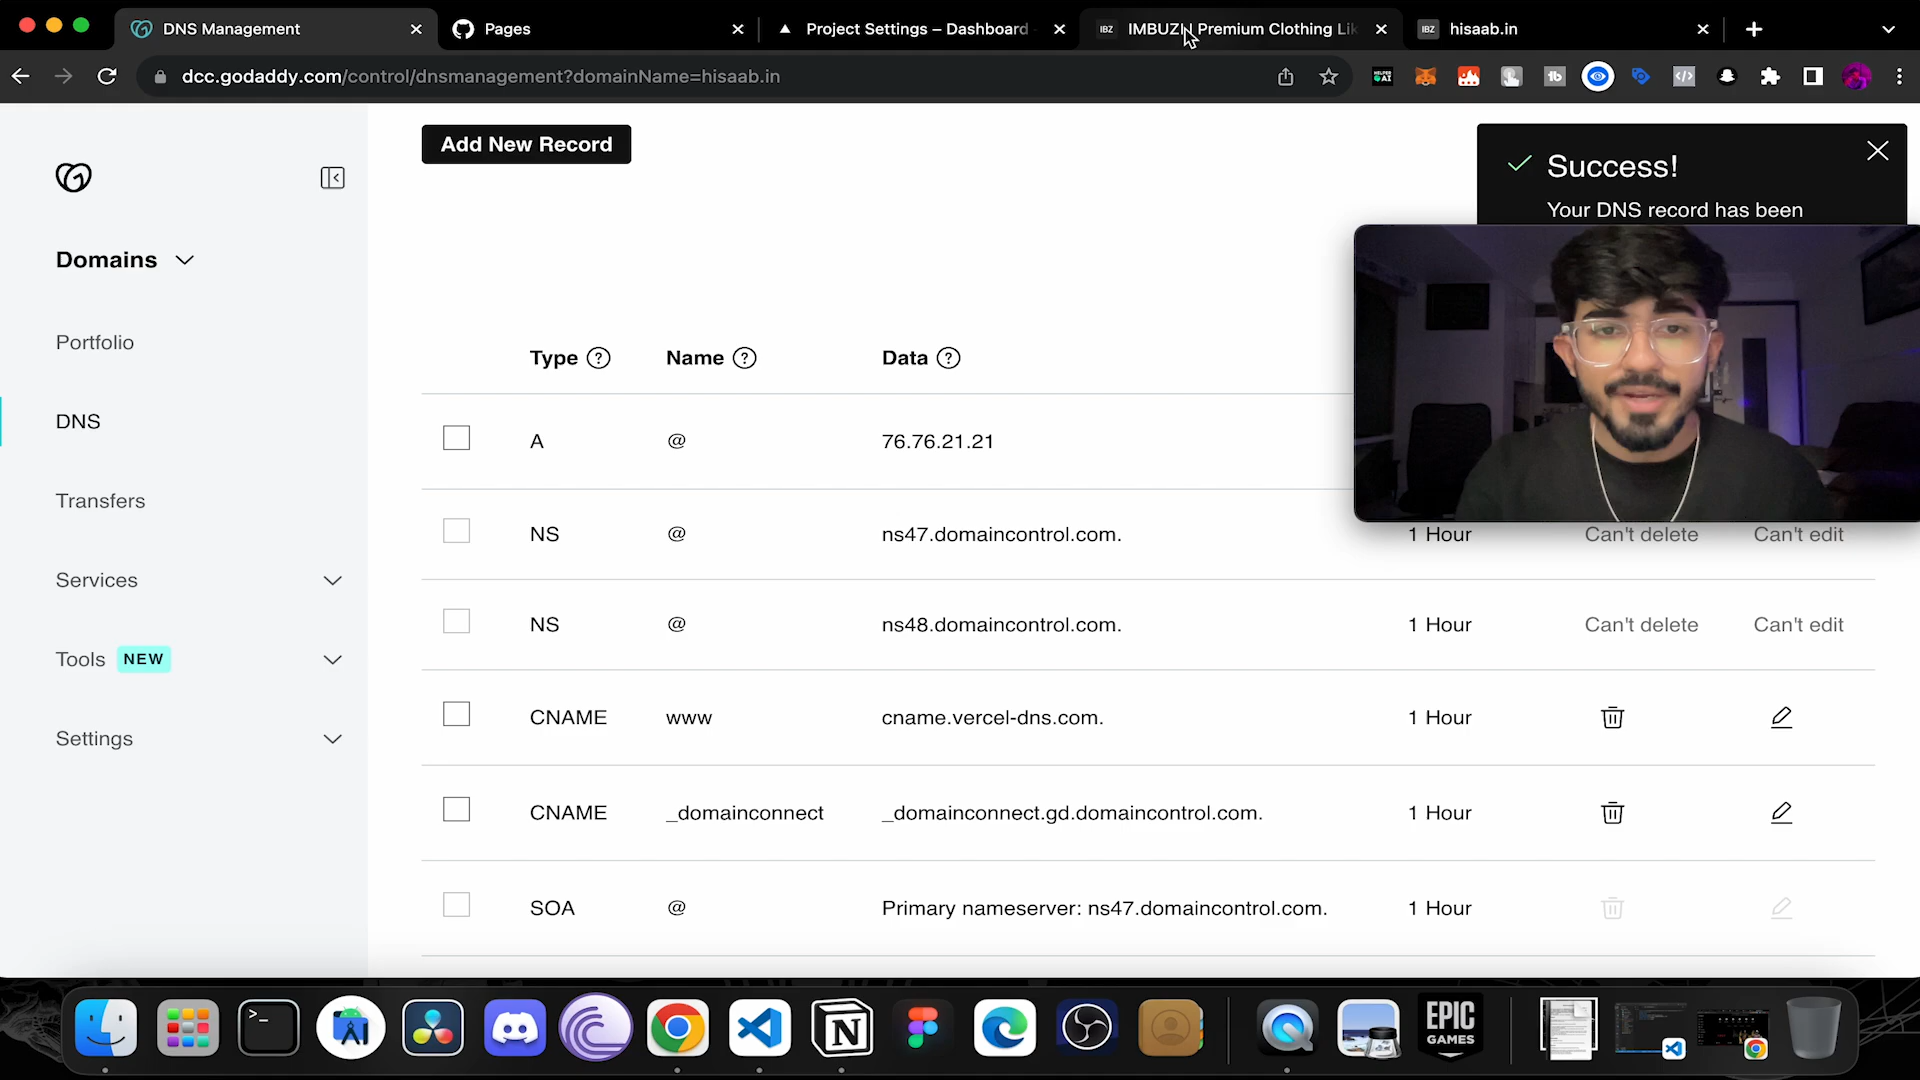 DNS Management
Pages
Project Settings – Dashboard
IMBUZI | Premium Clothing Lik
hisaab.in
dcc.godaddy.com/control/dnsmanagement?domainName=hisaab.in
Add New Record
Success!
Your DNS record has been
Domains
Portfolio
DNS
Transfers
Services
Tools NEW
Settings
Type Name Data
A @ 76.76.21.21
NS @ ns47.domaincontrol.com. 1 Hour Can't delete Can't edit
NS @ ns48.domaincontrol.com. 1 Hour Can't delete Can't edit
CNAME www cname.vercel-dns.com. 1 Hour
CNAME _domainconnect _domainconnect.gd.domaincontrol.com. 1 Hour
SOA @ Primary nameserver: ns47.domaincontrol.com. 1 Hour
EPIC
GAMES